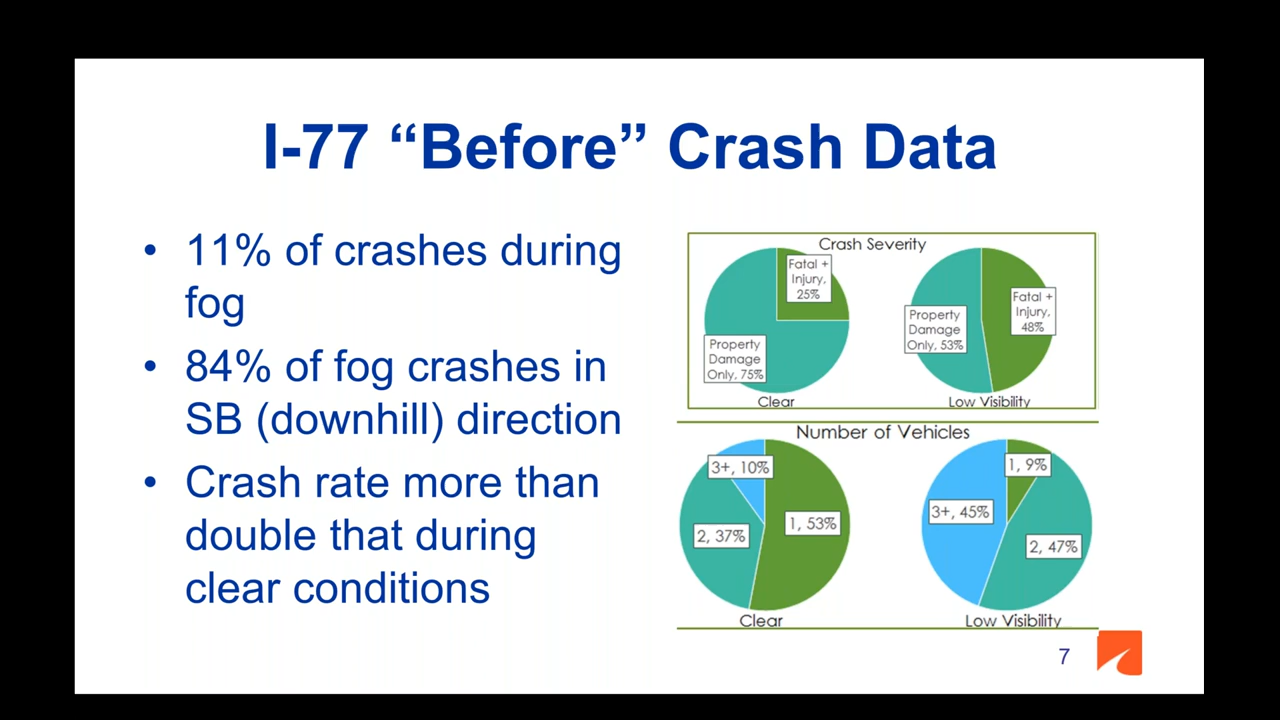 I-77 “Before” Crash Data
• 11% of crashes during
fog
• 84% of fog crashes in
SB (downhill) direction
• Crash rate more than
double that during
clear conditions
Crash Severity
Fatal +
Injury,
25%
Property
Damage
Only, 75%
Clear
Fatal +
Injury,
48%
Property
Damage
Only, 53%
Low Visibility
Number of Vehicles
3+, 10%
1, 53%
2, 37%
Clear
1, 9%
3+, 45%
2, 47%
Low Visibility
7